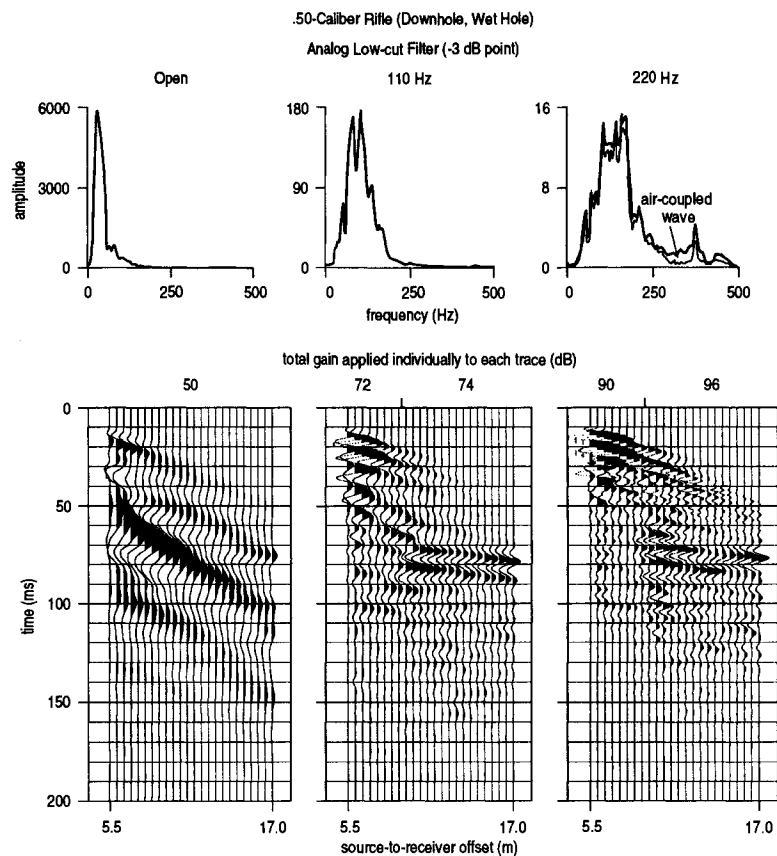 .50-Caliber Rifle (Downhole, Wet Hole)
Analog Low-cut Filter (-3 dB point)
Open
110 Hz
220 Hz
6000
3000
0
amplitude
0
250
500
180
90
0
0
250
500
frequency (Hz)
16
8
0
air-coupled
wave
0
250
500
total gain applied individually to each trace (dB)
50
72
74
90
96
0
50
100
150
200
time (ms)
5.5
17.0
5.5
17.0
5.5
17.0
source-to-receiver offset (m)